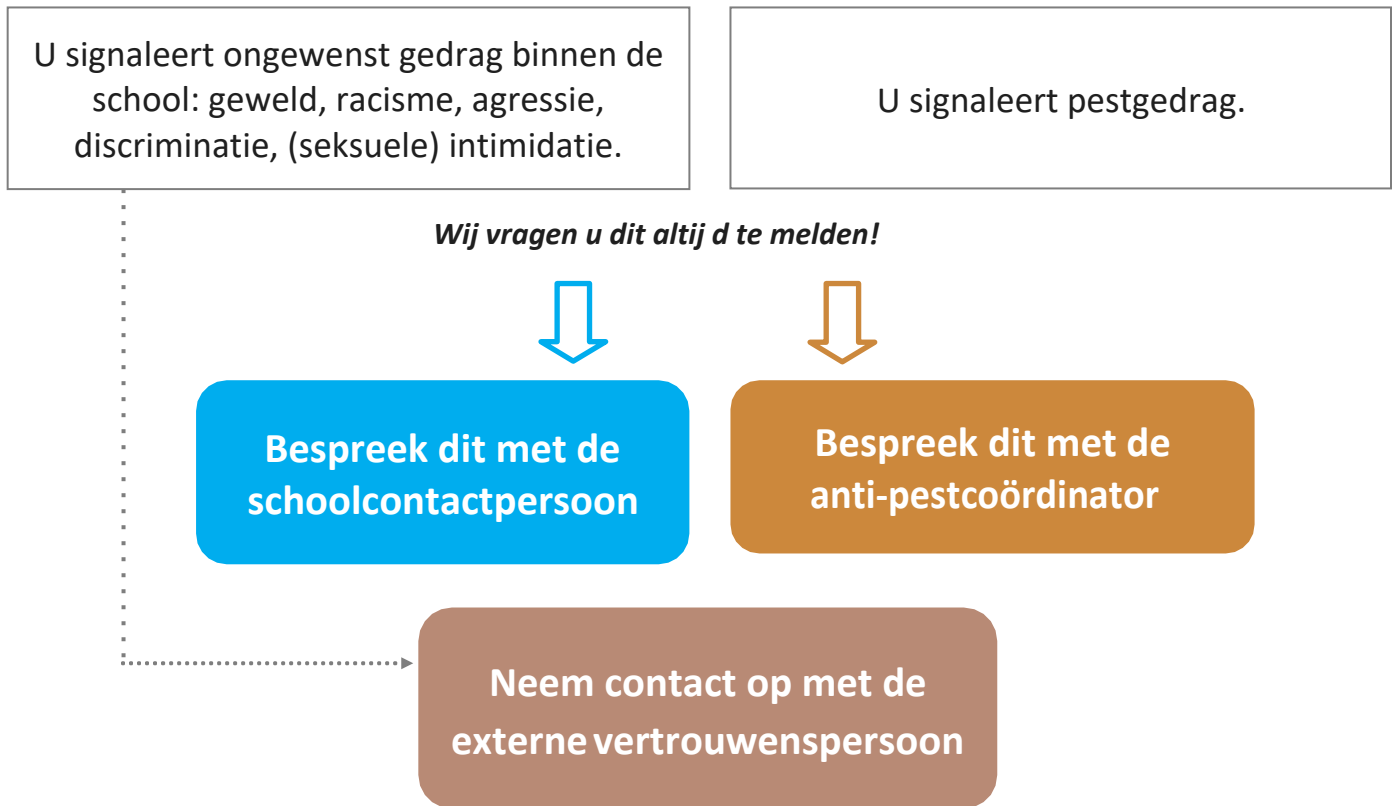 U signaleert ongewenst gedrag binnen de
school: geweld, racisme, agressie,
discriminatie, (seksuele) intimidatie.
U signaleert pestgedrag.
Wij vragen u dit altij d te melden!
Bespreek dit met de
schoolcontactpersoon
Bespreek dit met de
anti-pestcoördinator
Neem contact op met de
externe vertrouwenspersoon